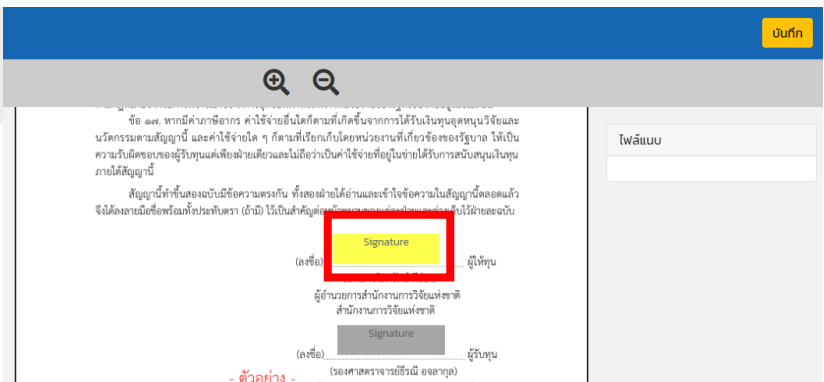 บันทึก
ข้อ ๑๗. หากมีค่าภาษีอากร ค่าใช้จ่ายอื่นใดก็ตามที่เกิดขึ้นจากการได้รับเงินทุนอุดหนุนวิจัยและ
นวัตกรรมตามสัญญานี้ และค่าใช้จ่ายใด ๆ ก็ตามที่เรียกเก็บโดยหน่วยงานที่เกี่ยวข้องของรัฐบาล ให้เป็น
ความรับผิดชอบของผู้รับทุนแต่เพียงฝ่ายเดียวและไม่ถือว่าเป็นค่าใช้จ่ายที่อยู่ในข่ายได้รับการสนับสนุนเงินทุน
ภายใต้สัญญานี้
สัญญานี้ทำขึ้นสองฉบับมีข้อความตรงกัน ทั้งสองฝ่ายได้อ่านและเข้าใจข้อความในสัญญานี้ตลอดแล้ว
จึงได้ลงลายมือชื่อพร้อมทั้งประทับตรา (ถ้ามี) ไว้เป็นสำคัญ
ไว้ฝ่ายละฉบับ
Signature
(ลงชื่อ) ผู้ให้ทุน
ผู้อำนวยการสำนักงานการวิจัยแห่งชาติ
สำนักงานการวิจัยแห่งชาติ
Signature
(ลงชื่อ) ผู้รับทุน
(รองศาสตราจารย์ธีรณี อจลากุล)
- ตัวอย่าง -
ไฟล์แนบ